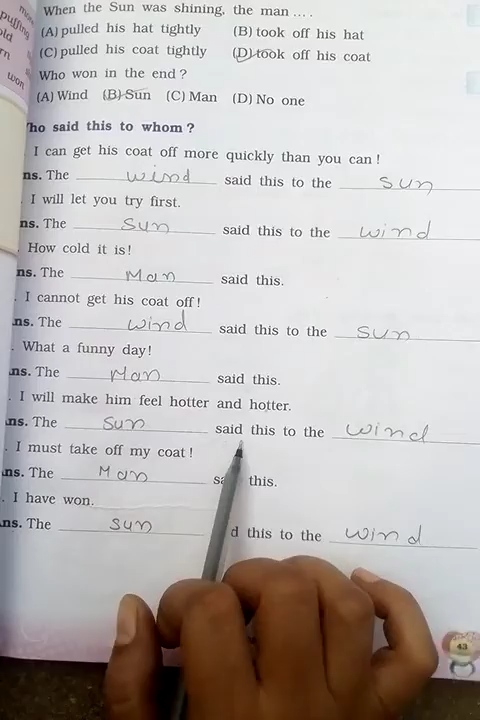 puffing
When the Sun was shining, the man ....
(A) pulled his hat tightly (B) took off his hat
(C) pulled his coat tightly (D) took off his coat
Who won in the end?
(A) Wind (B) Sun (C) Man (D) No one
ho said this to whom?
I can get his coat off more quickly than you can!
ns. The wind said this to the sun
. I will let you try first.
ns. The sun said this to the wind
. How cold it is!
ns. The Man said this.
. I cannot get his coat off!
ns. The wind said this to the sun
. What a funny day!
ns. The Man said this.
. I will make him feel hotter and hotter.
ns. The sun said this to the wind
. I must take off my coat!
ns. The Man sa this.
. I have won.
ns. The sun d this to the wind
43